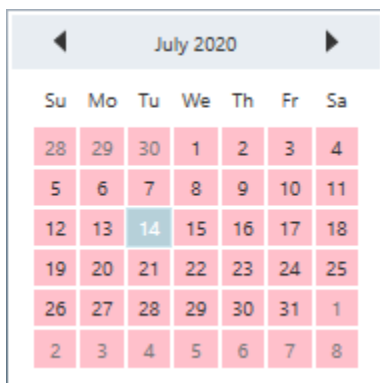 July 2020
Su Mo Tu We Th Fr Sa
28 29 30 1 2 3 4
5 6 7 8 9 10 11
12 13 14 15 16 17 18
19 20 21 22 23 24 25
26 27 28 29 30 31 1
2 3 4 5 6 7 8